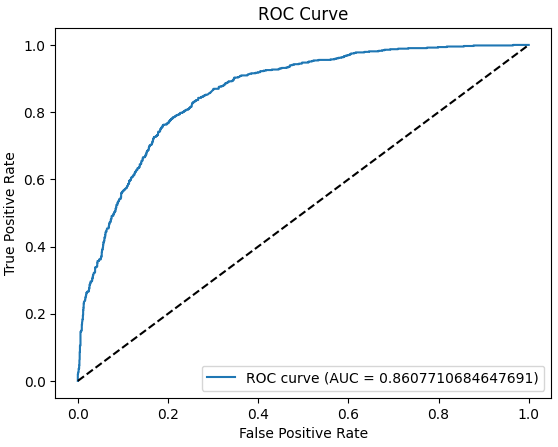 ROC Curve
True Positive Rate
1.0
0.8
0.6
0.4
0.2
0.0
ROC curve (AUC = 0.8607710684647691)
0.0 0.2 0.4 0.6 0.8 1.0
False Positive Rate